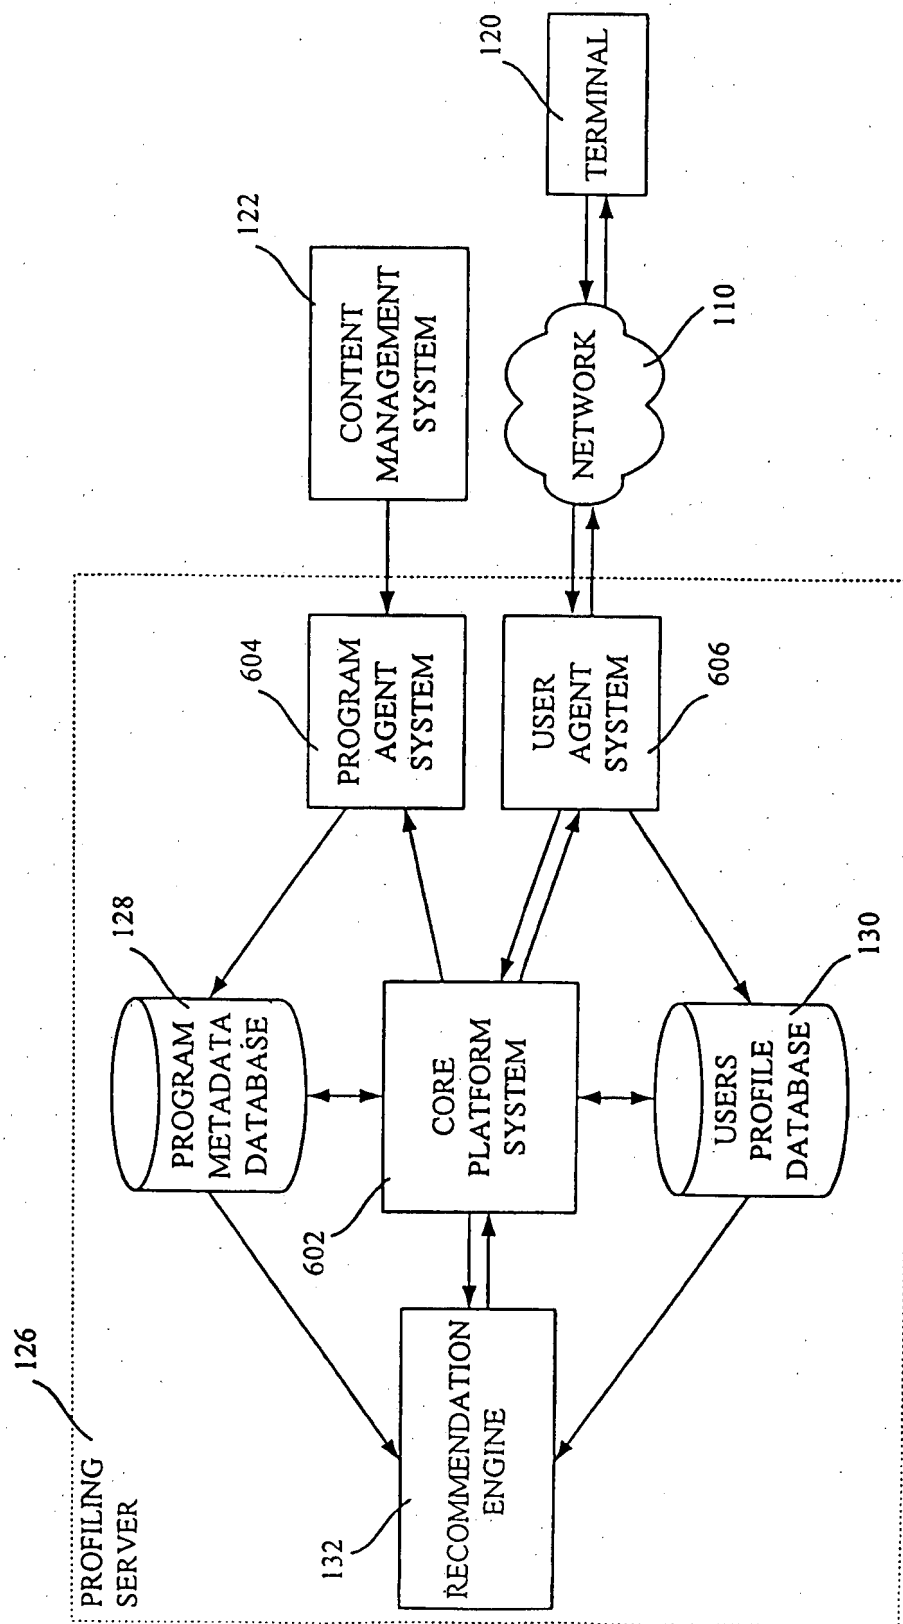 PROFILING
SERVER
126
132
RECOMMENDATION
ENGINE
PROGRAM
METADATA
DATABASE
128
602
CORE
PLATFORM
SYSTEM
USERS
PROFILE
DATABASE
130
604
PROGRAM
AGENT
SYSTEM
USER
AGENT
SYSTEM
606
122
CONTENT
MANAGEMENT
SYSTEM
NETWORK
110
120
TERMINAL